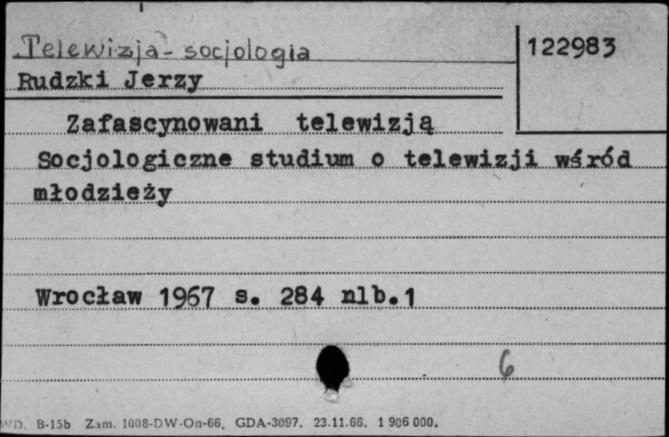 Telewizja - socjologia
122983
Rudzki Jerzy
Zafascynowani telewizją
Socjologiczne studium o telewizji wśród
młodzieży
Wrocław 1967 s. 284 nlb.1
6
WD. B-15b Zam. 1008-DW-On-66. GDA-3097. 23.11.66. 1 906 000.